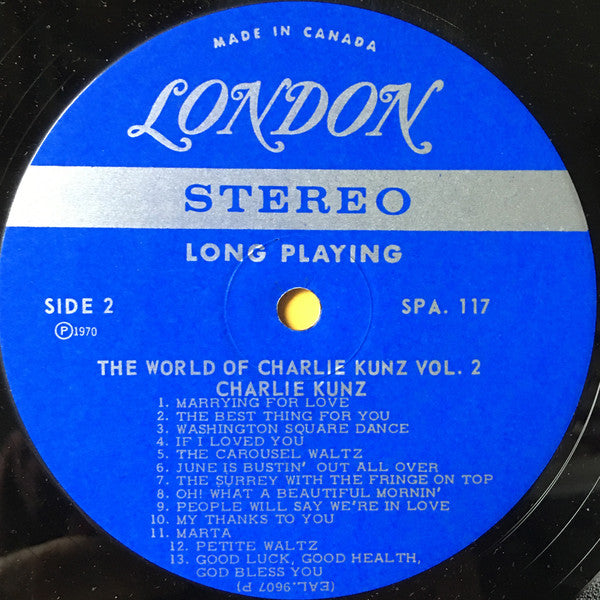 MADE IN CANADA
LONDON
STEREO
LONG PLAYING
SIDE 2 SPA. 117
Ⓟ1970
THE WORLD OF CHARLIE KUNZ VOL. 2
CHARLIE KUNZ
1. MARRYING FOR LOVE
2. THE BEST THING FOR YOU
3. WASHINGTON SQUARE DANCE
4. IF I LOVED YOU
5. THE CAROUSEL WALTZ
6. JUNE IS BUSTIN' OUT ALL OVER
7. THE SURREY WITH THE FRINGE ON TOP
8. OH! WHAT A BEAUTIFUL MORNIN'
9. PEOPLE WILL SAY WE'RE IN LOVE
10. MY THANKS TO YOU
11. MARTA
12. PETITE WALTZ
13. GOOD LUCK, GOOD HEALTH,
GOD BLESS YOU
(EAL.9607 P)